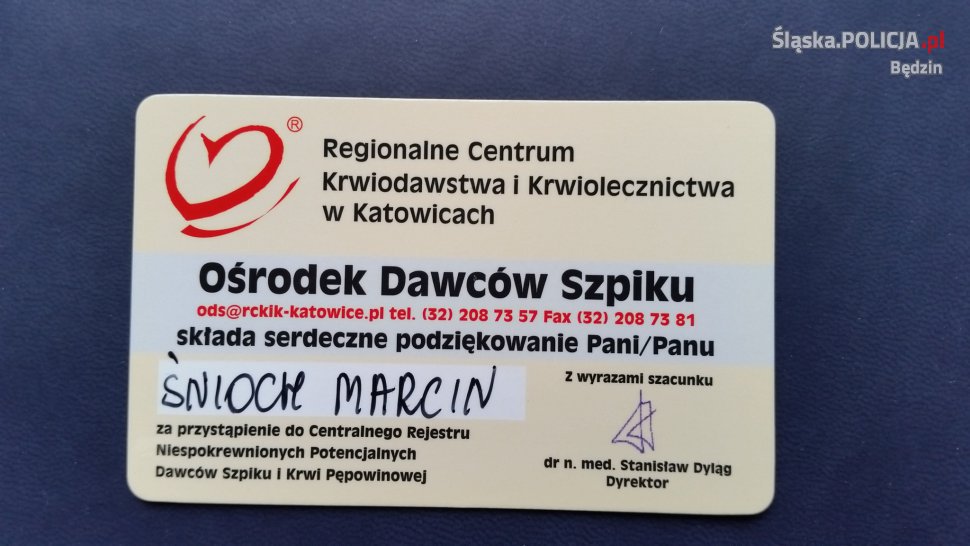 Śląska.POLICJA.pl
Będzin
®
Regionalne Centrum
Krwiodawstwa i Krwiolecznictwa
w Katowicach
Ośrodek Dawców Szpiku
ods@rckik-katowice.pl tel. (32) 208 73 57 Fax (32) 208 73 81
składa serdeczne podziękowanie Pani/Panu
ŚNIOCH MARCIN
za przystąpienie do Centralnego Rejestru
Niespokrewnionych Potencjalnych
Dawców Szpiku i Krwi Pępowinowej
Z wyrazami szacunku
dr n. med. Stanisław Dyląg
Dyrektor